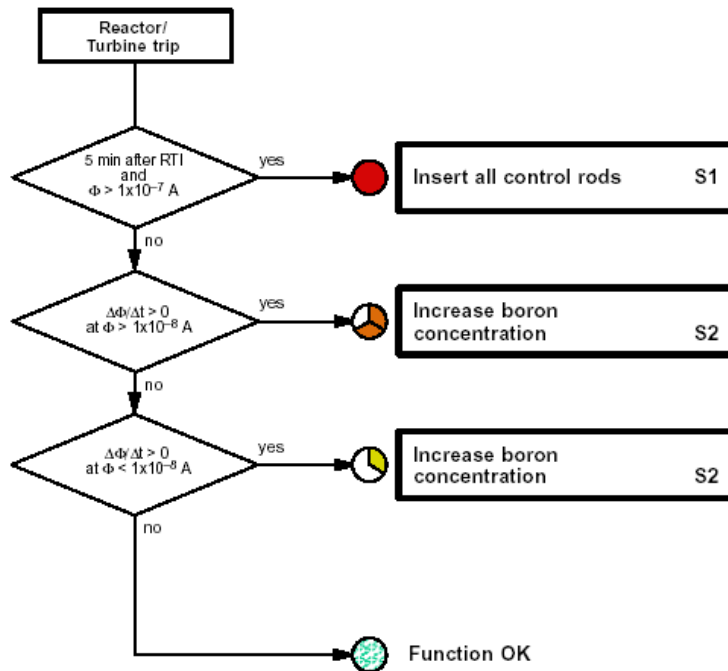 Reactor/
Turbine trip
5 min after RTI
and
Φ > 1x10⁻⁷ A
yes
Insert all control rods S1
no
ΔΦ/Δt > 0
at Φ > 1x10⁻⁸ A
yes
Increase boron
concentration S2
no
ΔΦ/Δt > 0
at Φ < 1x10⁻⁸ A
yes
Increase boron
concentration S2
no
Function OK